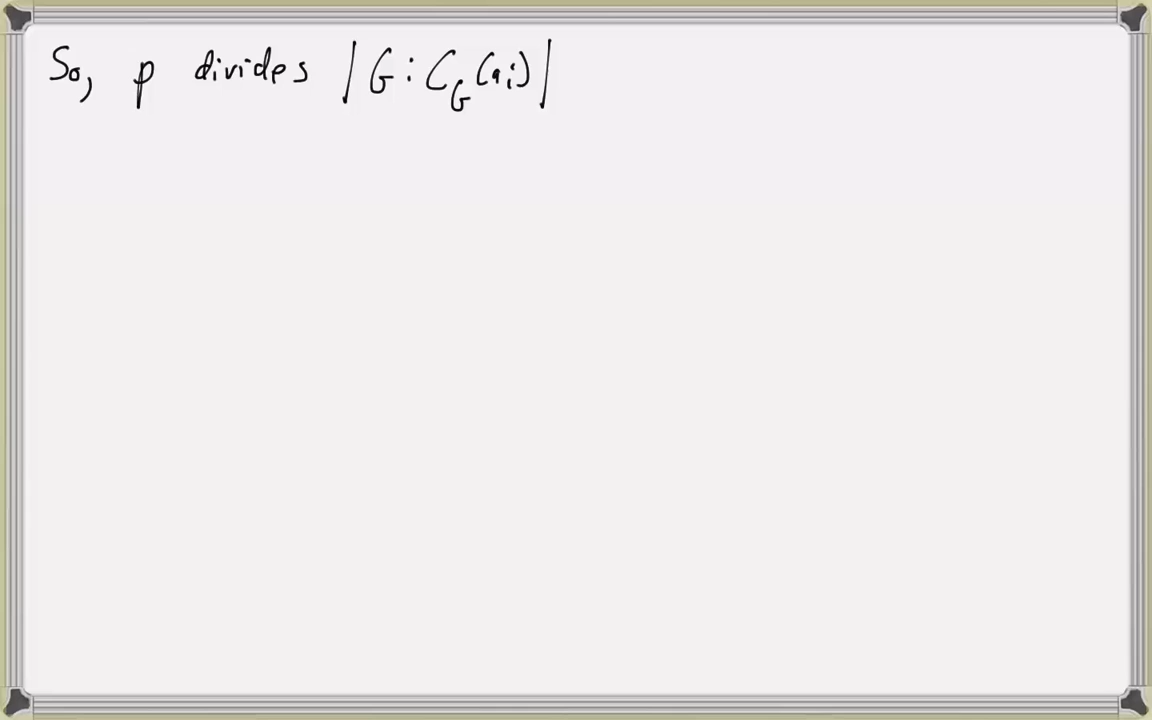 So, p divides |G : C_G(a_i)|